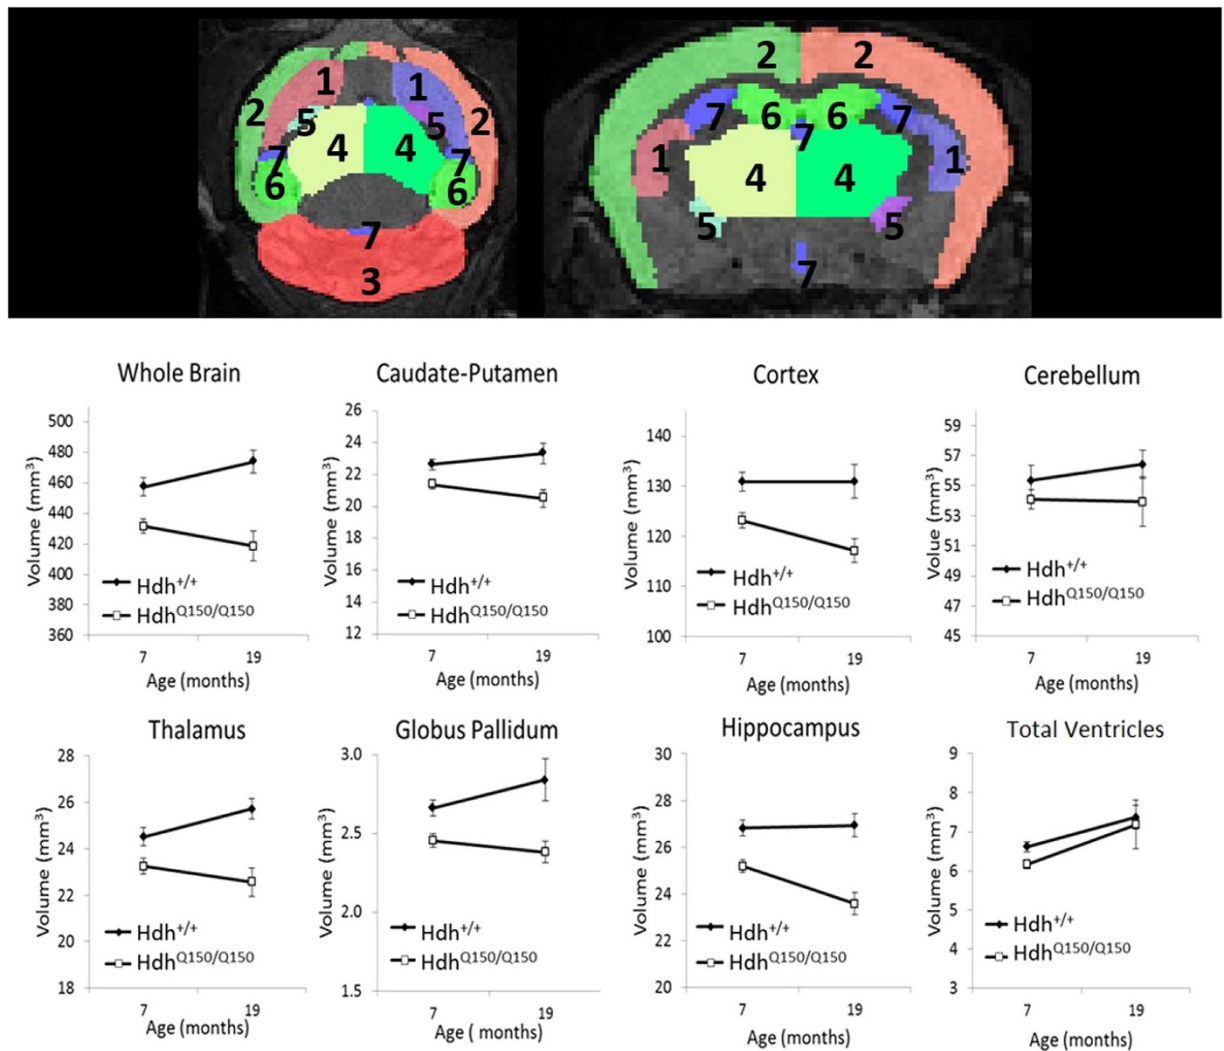 1 1 2 2
2 2 5 5
4 4 7 7
6 6 7 3
7 6 6 7
7 1 4 4 1
5 5 7
Whole Brain
500
480
460
440
420
400
380
360
Volume (mm³)
Hdh+/+
HdhQ150/Q150
7 19
Age (months)
Caudate-Putamen
26
24
22
20
18
16
14
12
Volume (mm³)
Hdh+/+
HdhQ150/Q150
7 19
Age (months)
Cortex
140
130
120
110
100
Volume (mm³)
Hdh+/+
HdhQ150/Q150
7 19
Age (months)
Cerebellum
59
57
55
53
51
49
47
45
Volue (mm³)
Hdh+/+
HdhQ150/Q150
7 19
Age (months)
Thalamus
28
26
24
22
20
18
Volume (mm³)
Hdh+/+
HdhQ150/Q150
7 19
Age (months)
Globus Pallidum
3.0
2.5
2.0
1.5
Volume (mm³)
Hdh+/+
HdhQ150/Q150
7 19
Age ( months)
Hippocampus
30
28
26
24
22
20
Volume (mm³)
Hdh+/+
HdhQ150/Q150
7 19
Age (months)
Total Ventricles
9
8
7
6
5
4
3
Volume (mm³)
Hdh+/+
HdhQ150/Q150
7 19
Age (months)